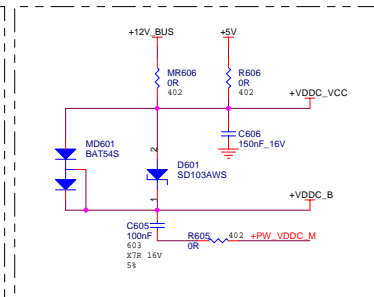 +12V_BUS
+5V
MR606
0R
402
R606
0R
402
+VDDC_VCC
C606
150nF_16V
MD601
BAT54S
2
D601
SD103AWS
1
+VDDC_B
C605
100nF
603
X7R 16V
5%
R605
0R
402
+PW_VDDC_M